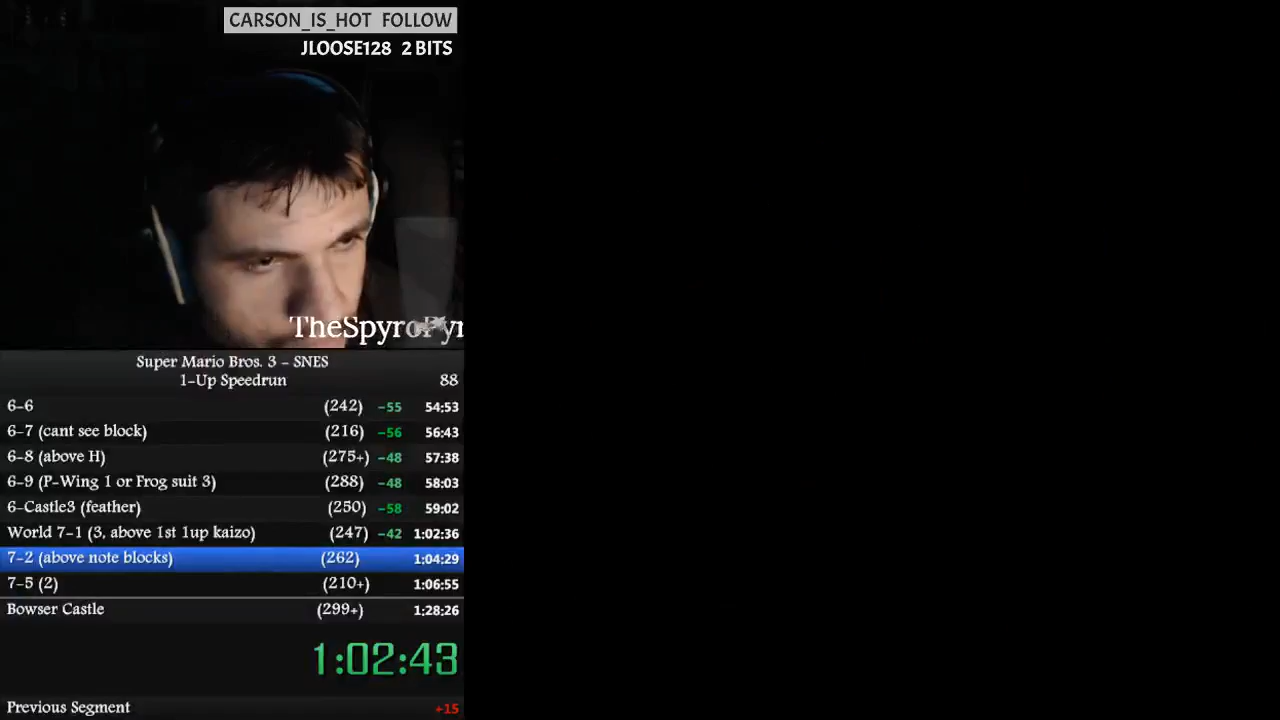 CARSON_IS_HOT FOLLOW
JLOOSE128 2 BITS
TheSpyro
Super Mario Bros. 3 - SNES
1-Up Speedrun 88
6-6 (242) -55 54:53
6-7 (cant see block) (216) -56 56:43
6-8 (above H) (275+) -48 57:38
6-9 (P-Wing 1 or Frog suit 3) (288) -48 58:03
6-Castle3 (feather) (250) -58 59:02
World 7-1 (3, above 1st 1up kaizo) (247) -42 1:02:36
7-2 (above note blocks) (262) 1:04:29
7-5 (2) (210+) 1:06:55
Bowser Castle (299+) 1:28:26
1:02:43
Previous Segment +15